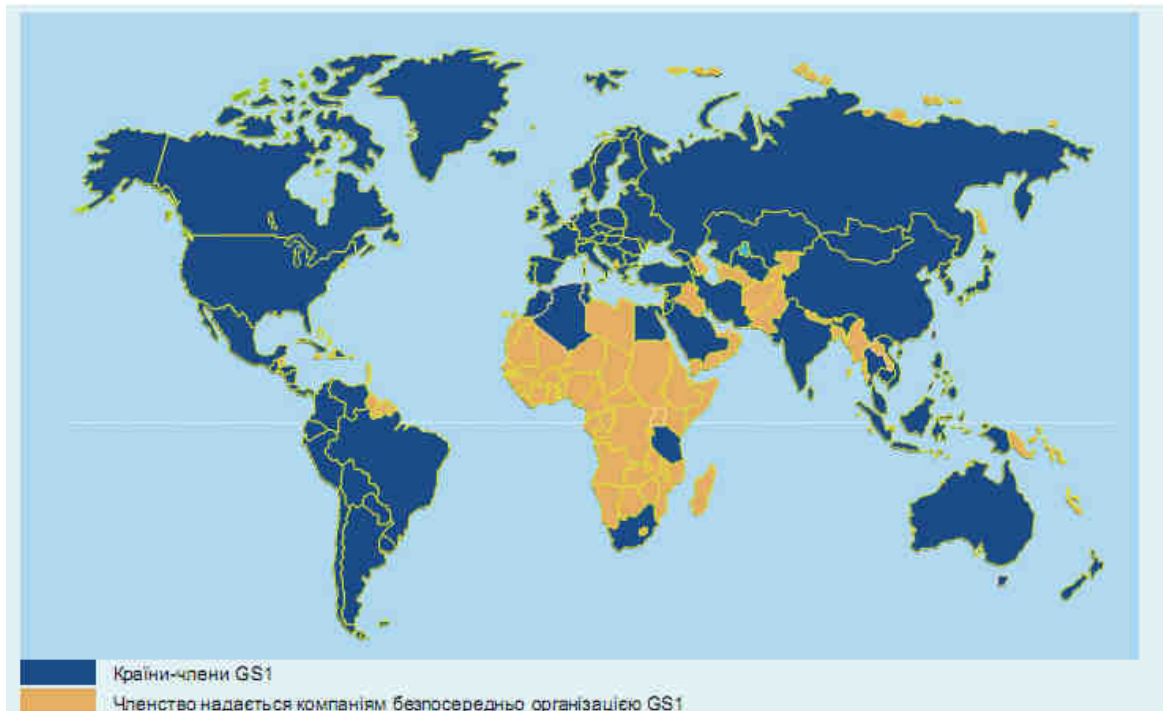 Країни-члени GS1
Членство надається компаніям безпосередньо організацією GS1